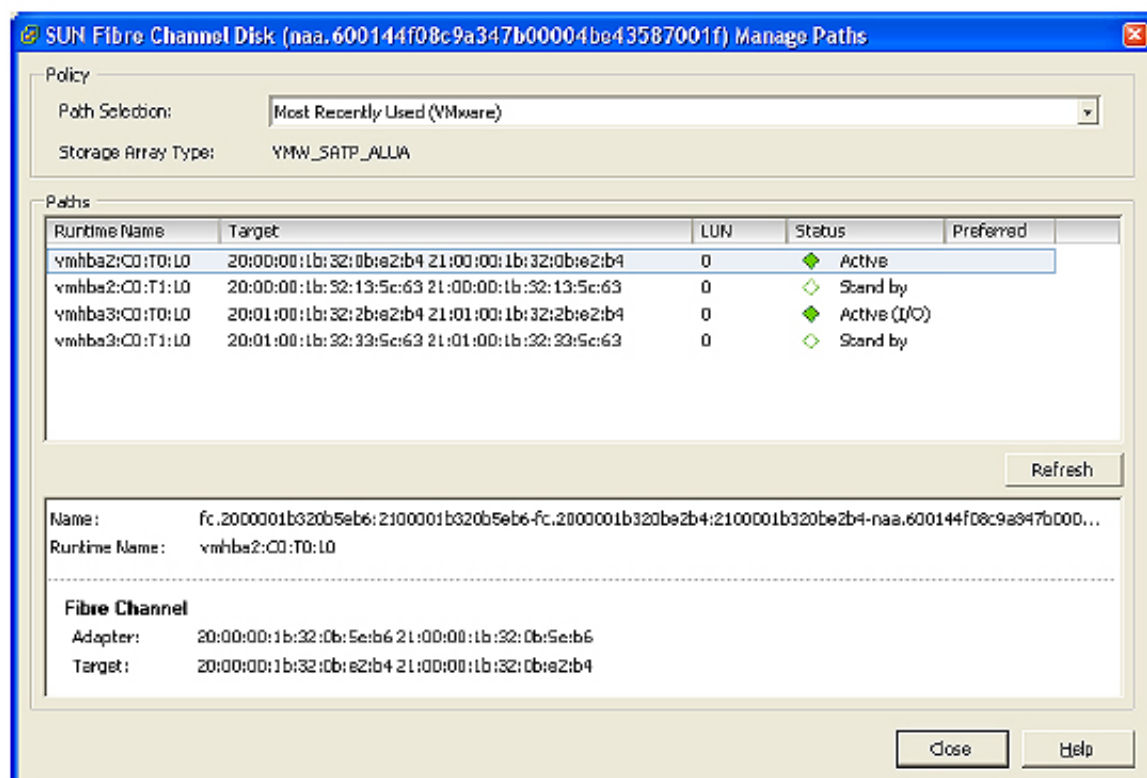 SUN Fibre Channel Disk (naa.600144f08c9a347b00004be43587001f) Manage Paths
Policy
Path Selection: Most Recently Used (VMware)
Storage Array Type: VMW_SATP_ALUA
Paths
Runtime Name Target LUN Status Preferred
vmhba2:C0:T0:L0 20:00:00:1b:32:0b:e2:b4 21:00:00:1b:32:0b:e2:b4 0 Active
vmhba2:C0:T1:L0 20:00:00:1b:32:13:5c:63 21:00:00:1b:32:13:5c:63 0 Stand by
vmhba3:C0:T0:L0 20:01:00:1b:32:2b:e2:b4 21:01:00:1b:32:2b:e2:b4 0 Active (I/O)
vmhba3:C0:T1:L0 20:01:00:1b:32:33:5c:63 21:01:00:1b:32:33:5c:63 0 Stand by
Refresh
Name: fc.2000001b320b5eb6:2100001b320b5eb6-fc.2000001b320be2b4:2100001b320be2b4-naa.600144f08c9a347b000...
Runtime Name: vmhba2:C0:T0:L0
Fibre Channel
Adapter: 20:00:00:1b:32:0b:5e:b6 21:00:00:1b:32:0b:5e:b6
Target: 20:00:00:1b:32:0b:e2:b4 21:00:00:1b:32:0b:e2:b4
Close Help